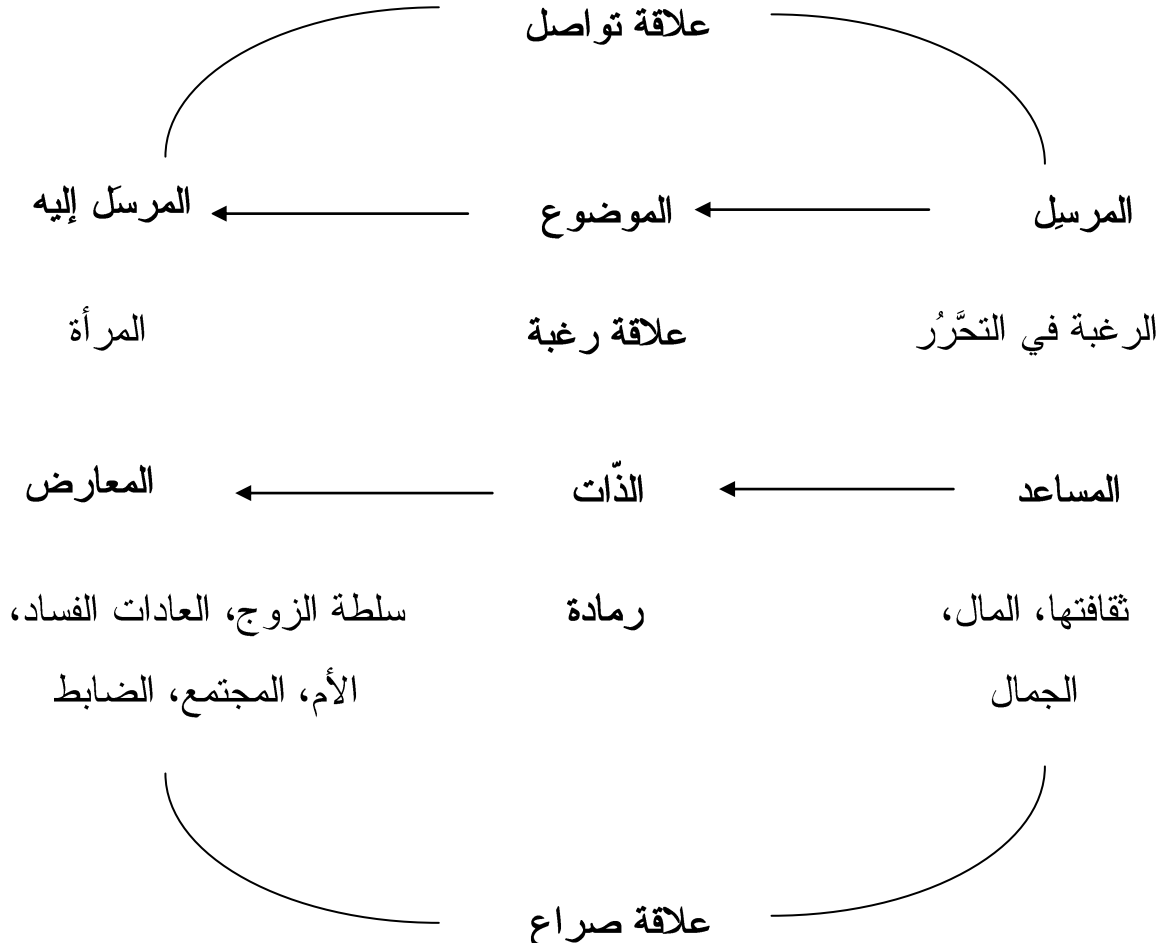 علاقة تواصل
المرسِل الموضوع المرسَل إليه
الرغبة في التحَّررُ علاقة رغبة المرأة
المساعد الذّات المعارض
ثقافتها، المال، رمادة سلطة الزوج، العادات الفساد،
الجمال الأم، المجتمع، الضابط
علاقة صراع